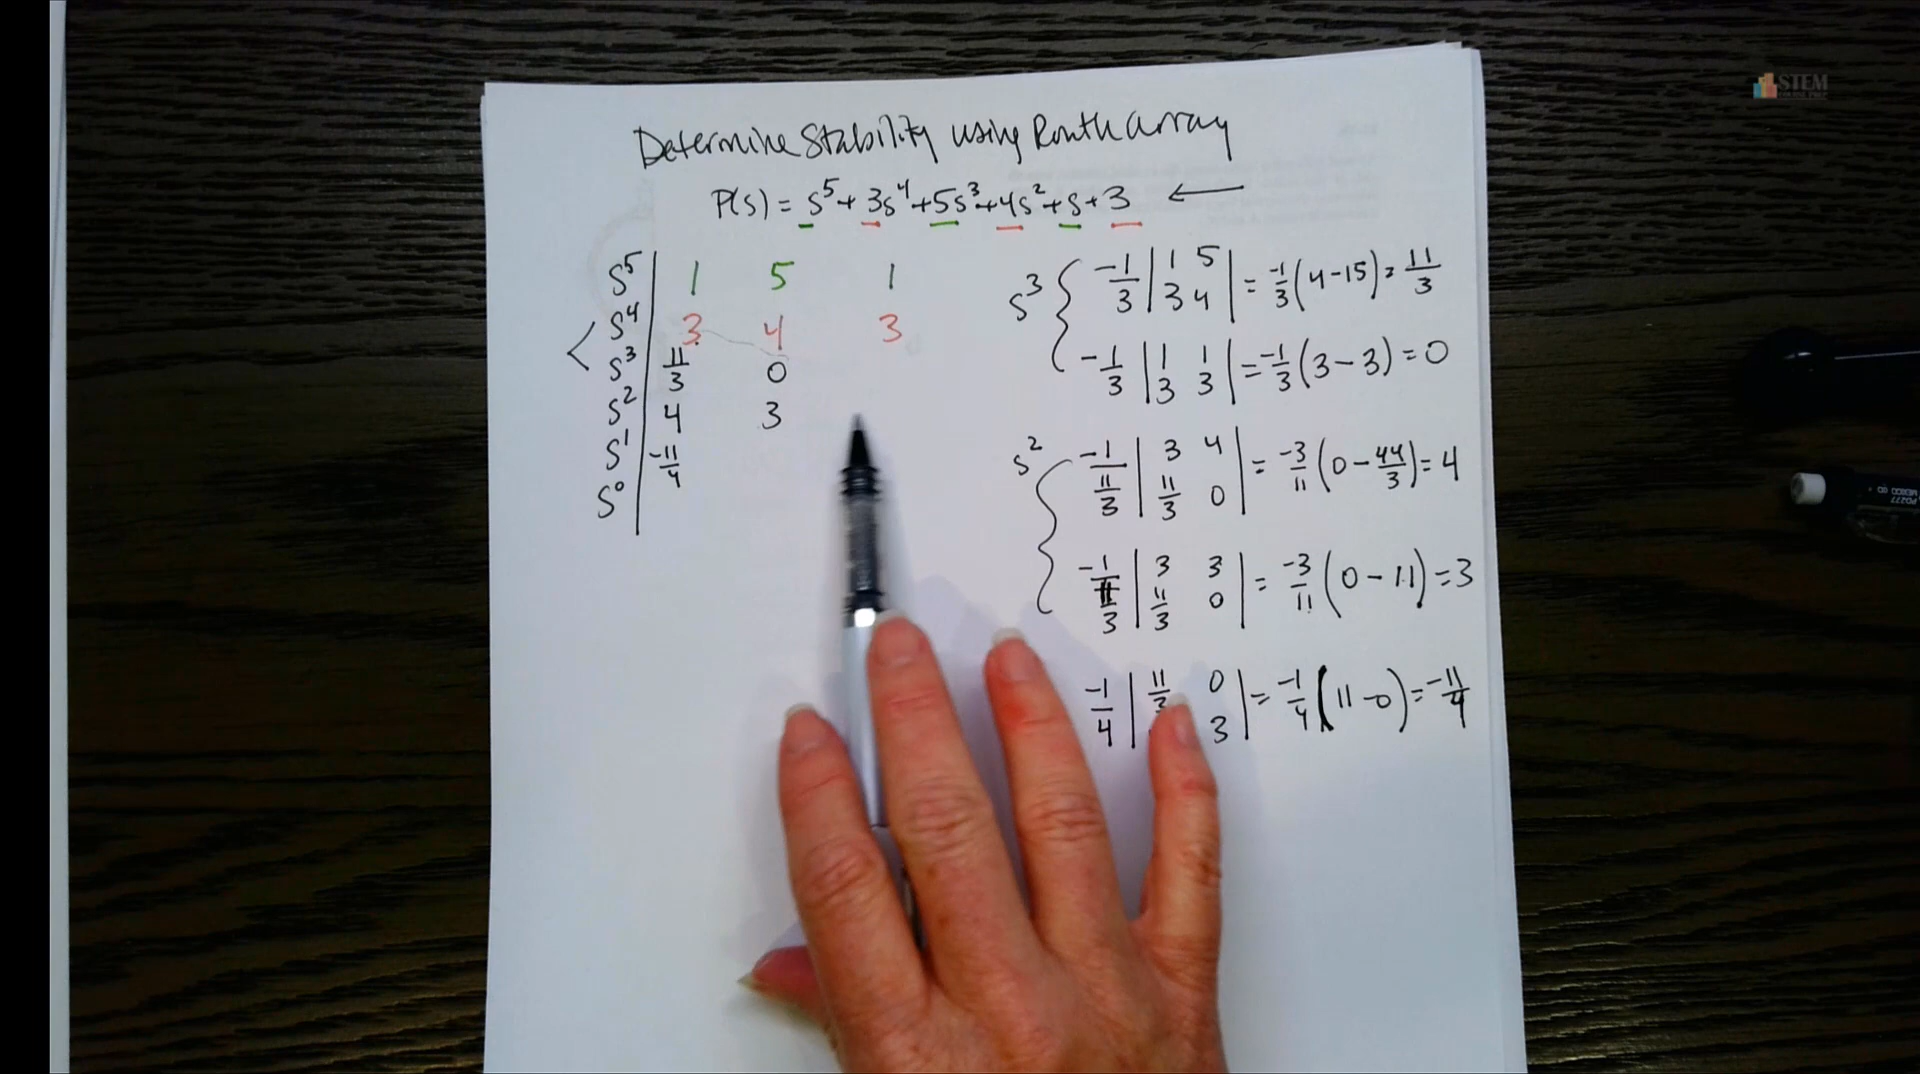 STEM
COURSE PREP
Determine Stability using Routh array
P(s) = s⁵ + 3s⁴ + 5s³ + 4s² + s + 3 ←
s⁵ | 1 5 1
s⁴ | 3 4 3
s³ | 11/3 0
s² | 4 3
s¹ | -11/4
s⁰ |
s³ { -1/3 | 1 5 ; 3 4 | = -1/3 (4 - 15) = 11/3
-1/3 | 1 1 ; 3 3 | = -1/3 (3 - 3) = 0
s² { -1/(11/3) | 3 4 ; 11/3 0 | = -3/11 (0 - 44/3) = 4
-1/(11/3) | 3 3 ; 11/3 0 | = -3/11 (0 - 11) = 3
-1/4 | 11/3 0 ; 3 | = -1/4 (11 - 0) = -11/4